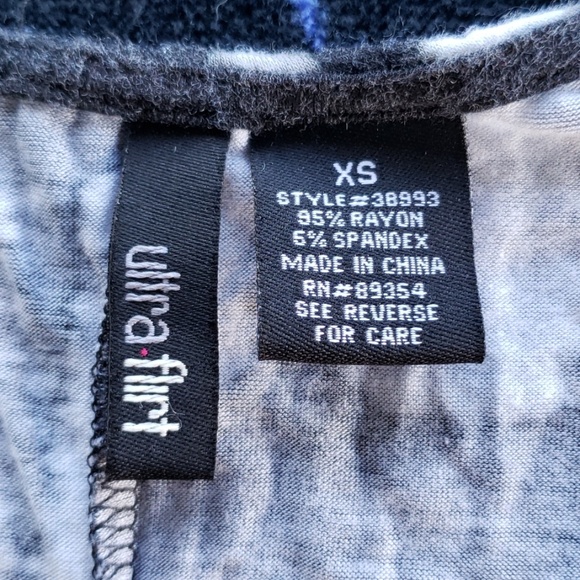 ultra flirt
XS
STYLE#38993
95% RAYON
5% SPANDEX
MADE IN CHINA
RN#89354
SEE REVERSE
FOR CARE